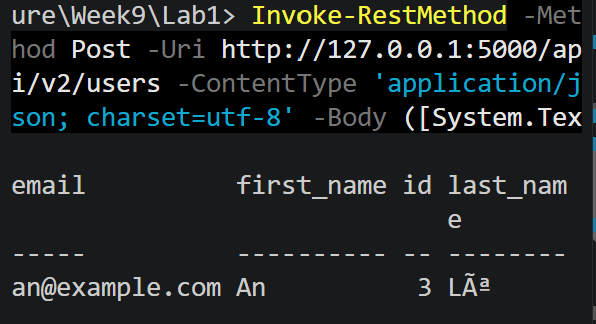 ure\Week9\Lab1> Invoke-RestMethod -Met
hod Post -Uri http://127.0.0.1:5000/ap
i/v2/users -ContentType 'application/j
son; charset=utf-8' -Body ([System.Tex
email first_name id last_nam
e
----- ---------- -- --------
an@example.com An 3 Lê